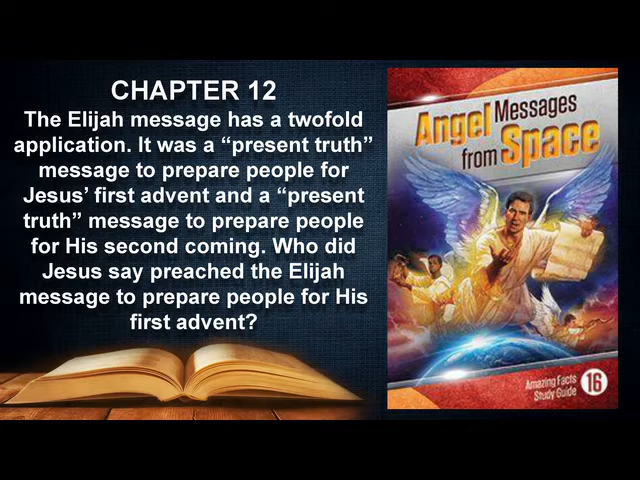 CHAPTER 12
The Elijah message has a twofold
application. It was a “present truth”
message to prepare people for
Jesus’ first advent and a “present
truth” message to prepare people
for His second coming. Who did
Jesus say preached the Elijah
message to prepare people for His
first advent?
Angel Messages
from Space
Amazing Facts
Study Guide
16